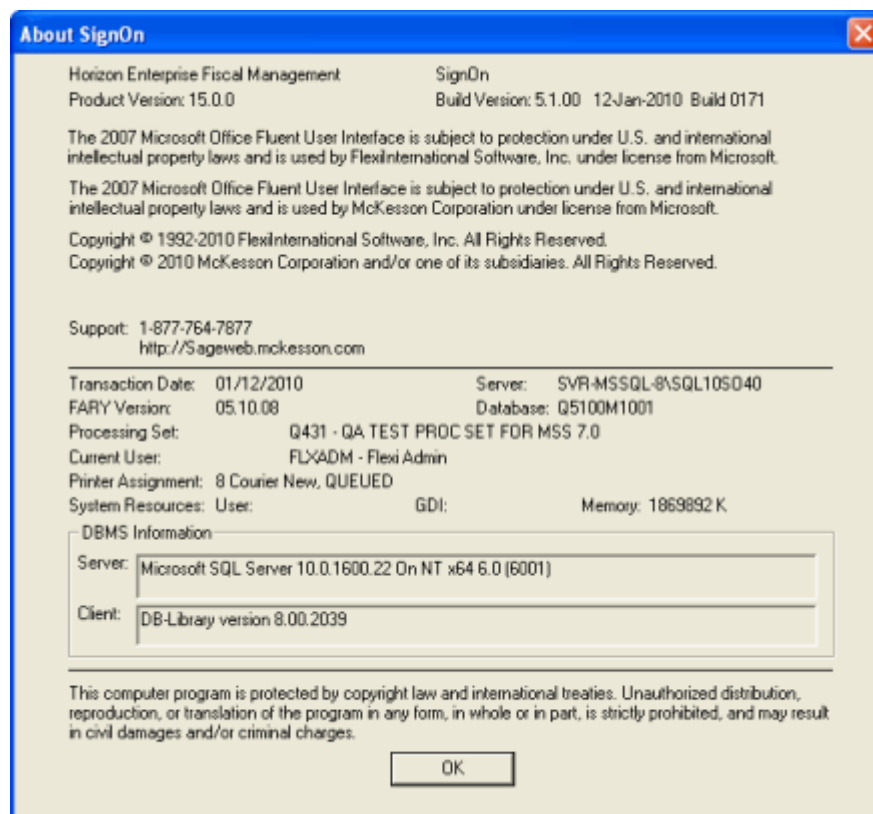 About SignOn
Horizon Enterprise Fiscal Management SignOn
Product Version: 15.0.0 Build Version: 5.1.00 12-Jan-2010 Build 0171
The 2007 Microsoft Office Fluent User Interface is subject to protection under U.S. and international
intellectual property laws and is used by FlexiInternational Software, Inc. under license from Microsoft.
The 2007 Microsoft Office Fluent User Interface is subject to protection under U.S. and international
intellectual property laws and is used by McKesson Corporation under license from Microsoft.
Copyright © 1992-2010 FlexiInternational Software, Inc. All Rights Reserved.
Copyright © 2010 McKesson Corporation and/or one of its subsidiaries. All Rights Reserved.
Support: 1-877-764-7877
http://Sageweb.mckesson.com
Transaction Date: 01/12/2010 Server: SVR-MSSQL-8\SQL10SO40
FARY Version: 05.10.08 Database: Q5100M1001
Processing Set: Q431 - QA TEST PROC SET FOR MSS 7.0
Current User: FLXADM - Flexi Admin
Printer Assignment: 8 Courier New, QUEUED
System Resources: User: GDI: Memory: 1869892 K
DBMS Information
Server: Microsoft SQL Server 10.0.1600.22 On NT x64 6.0 (6001)
Client: DB-Library version 8.00.2039
This computer program is protected by copyright law and international treaties. Unauthorized distribution,
reproduction, or translation of the program in any form, in whole or in part, is strictly prohibited, and may result
in civil damages and/or criminal charges.
OK